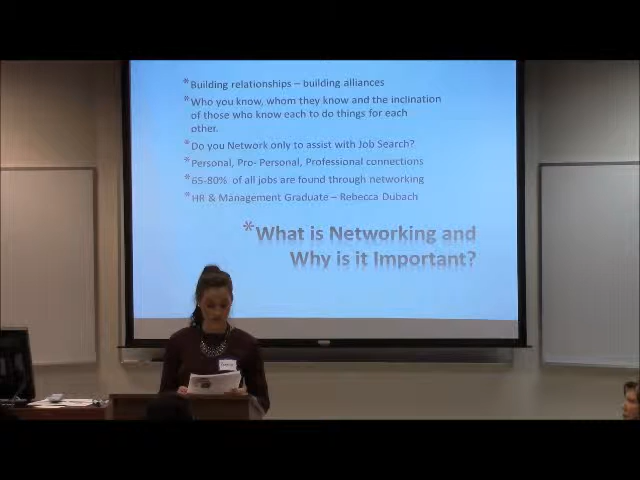 * Building relationships – building alliances
* Who you know, whom they know and the inclination
of those who know each to do things for each
other.
* Do you Network only to assist with Job Search?
* Personal, Pro- Personal, Professional connections
* 65-80% of all jobs are found through networking
* HR & Management Graduate – Rebecca Dubach
* What is Networking and
Why is it Important?